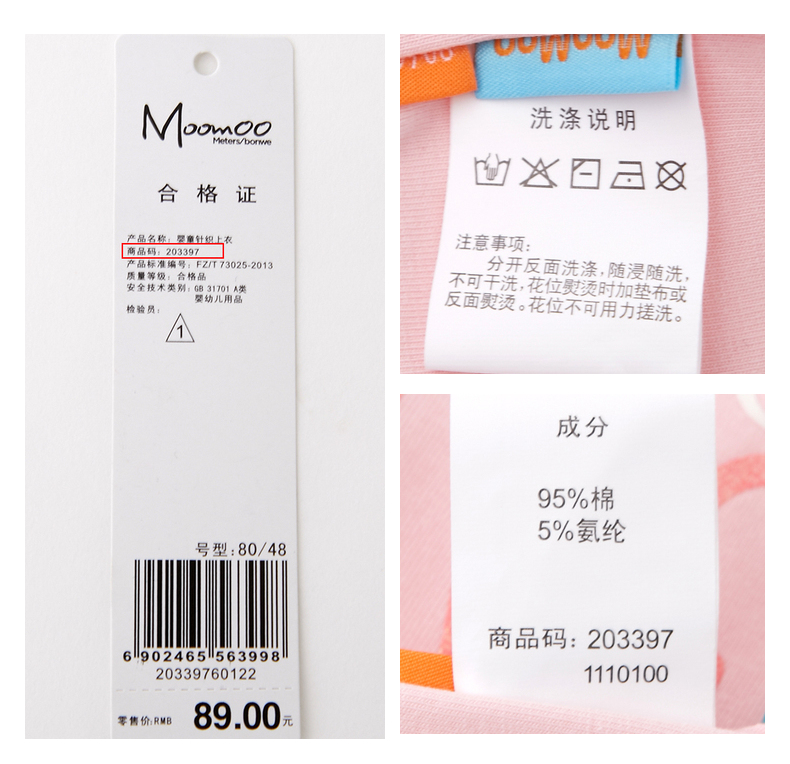 Moomoo
Meters/bonwe
合格证
产品名称：婴童针织上衣
商品码：203397
产品标准编号：FZ/T 73025-2013
质量等级：合格品
安全技术类别：GB 31701 A类
婴幼儿用品
检验员：
1
号型：80/48
6 902465 563998
20339760122
零售价：RMB 89.00元
MooMoo
洗涤说明
注意事项：
分开反面洗涤，随浸随洗，
不可干洗，花位熨烫时加垫布或
反面熨烫。花位不可用力搓洗。
成分
95%棉
5%氨纶
商品码：203397
1110100